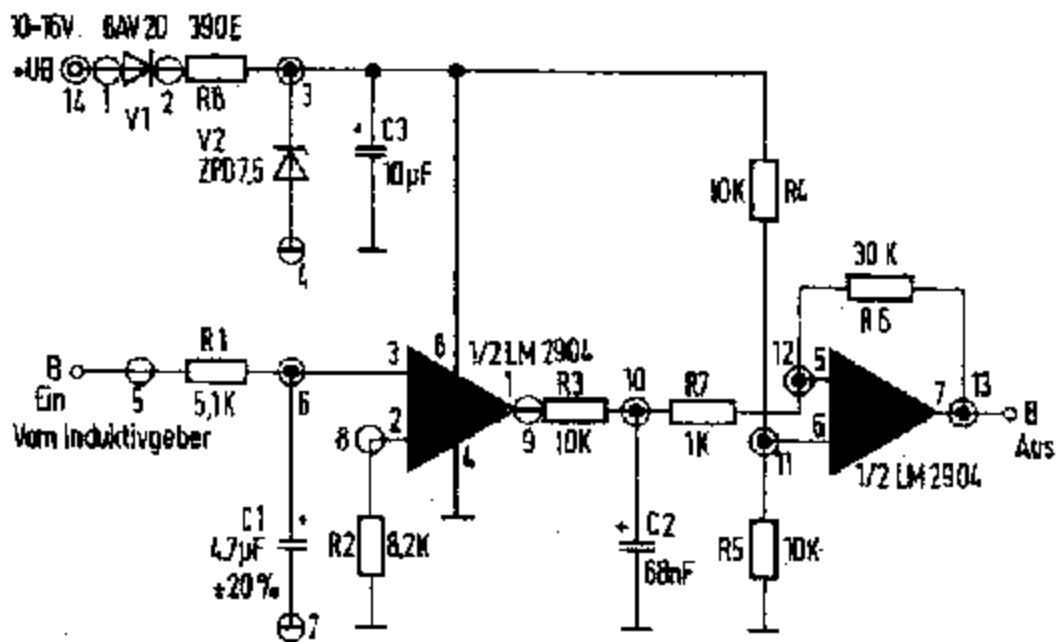 10-16V. BAV20 390E
+UB
14 1 V1 2 R8 3
V2
ZPD7,5
C3
10µF
4
10K R4
30 K
R6
B
Ein
Vom Induktivgeber
5
R1
5,1K
6
3 8 1/2 LM 2904
2 1
8 4
9
R3
10K
10
R7
1K
12 5
11 6
7 13
B
Aus
1/2 LM 2904
C1
4,7µF
±20%
7
R2 8,2K
C2
68nF
R5 10K